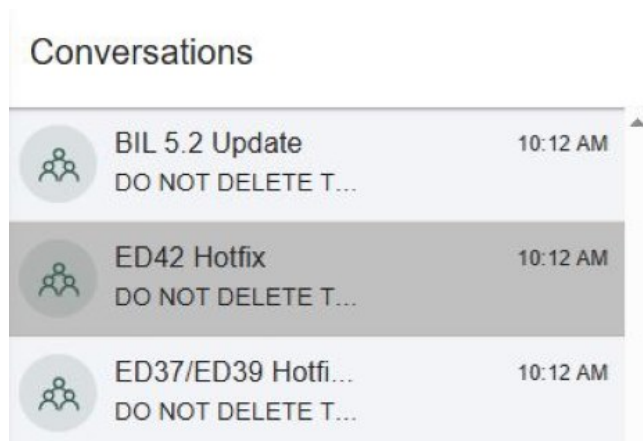 Conversations
BIL 5.2 Update 10:12 AM
DO NOT DELETE T...
ED42 Hotfix 10:12 AM
DO NOT DELETE T...
ED37/ED39 Hotfi... 10:12 AM
DO NOT DELETE T...